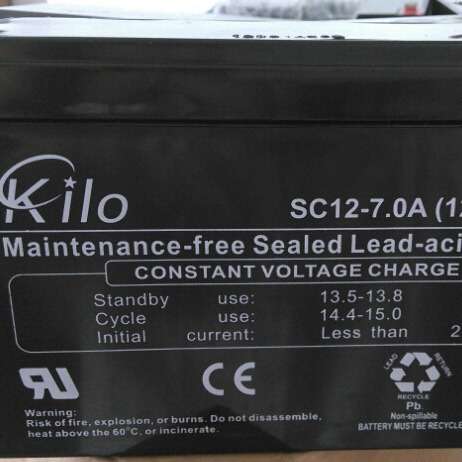 Kilo
SC12-7.0A (12
Maintenance-free Sealed Lead-aci
CONSTANT VOLTAGE CHARGE
Standby use: 13.5-13.8
Cycle use: 14.4-15.0
Initial current: Less than 2
LEAD
RETURN
RECYCLE
Pb
Non-spillable
BATTERY MUST BE RECYC
Warning:
Risk of fire, explosion, or burns. Do not disassemble,
heat above the 60°C, or incinerate.